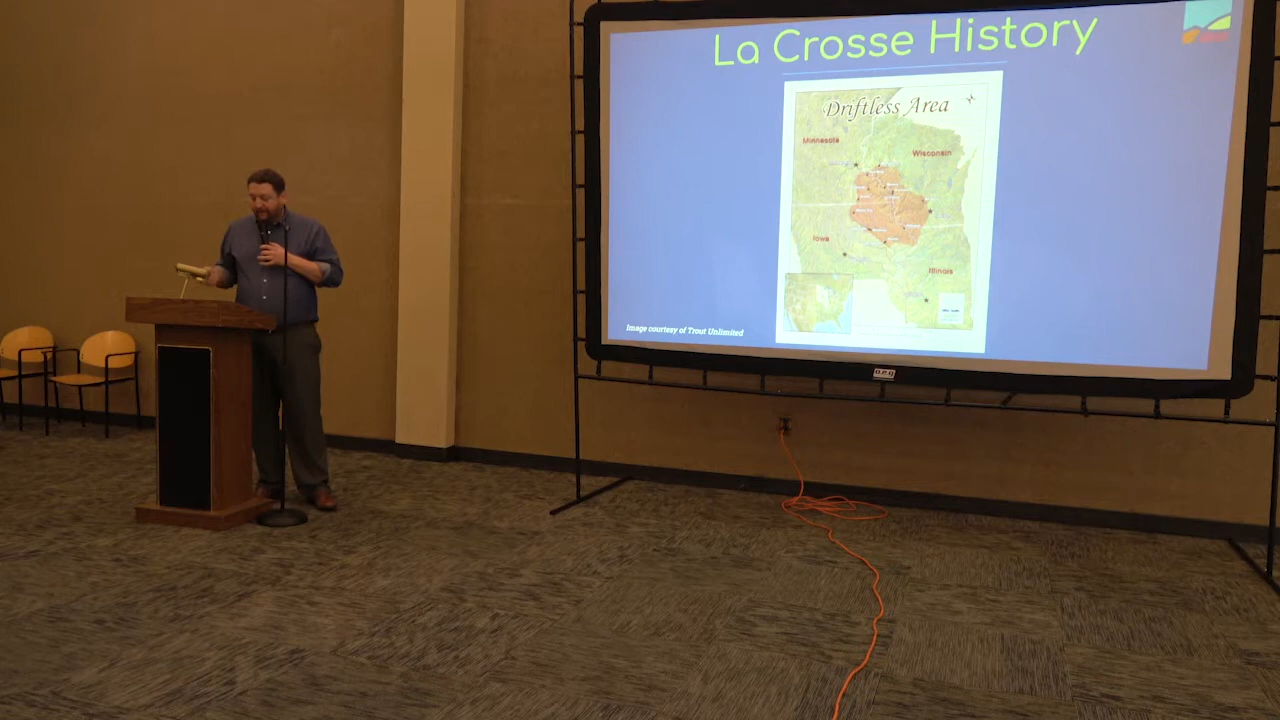 La Crosse History
Driftless Area
Minnesota
Wisconsin
Iowa
Illinois
Image courtesy of Trout Unlimited